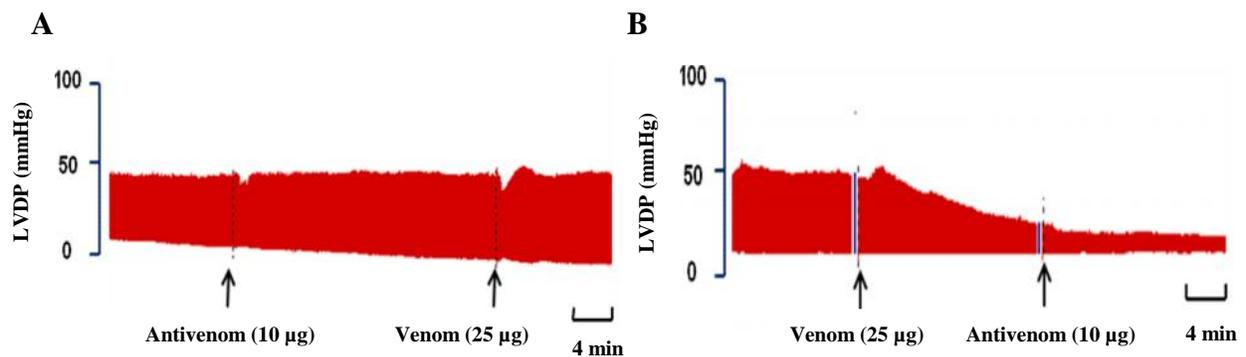 A
100
50
0
LVDP (mmHg)
Antivenom (10 µg)
Venom (25 µg)
4 min
B
100
50
0
LVDP (mmHg)
Venom (25 µg)
Antivenom (10 µg)
4 min